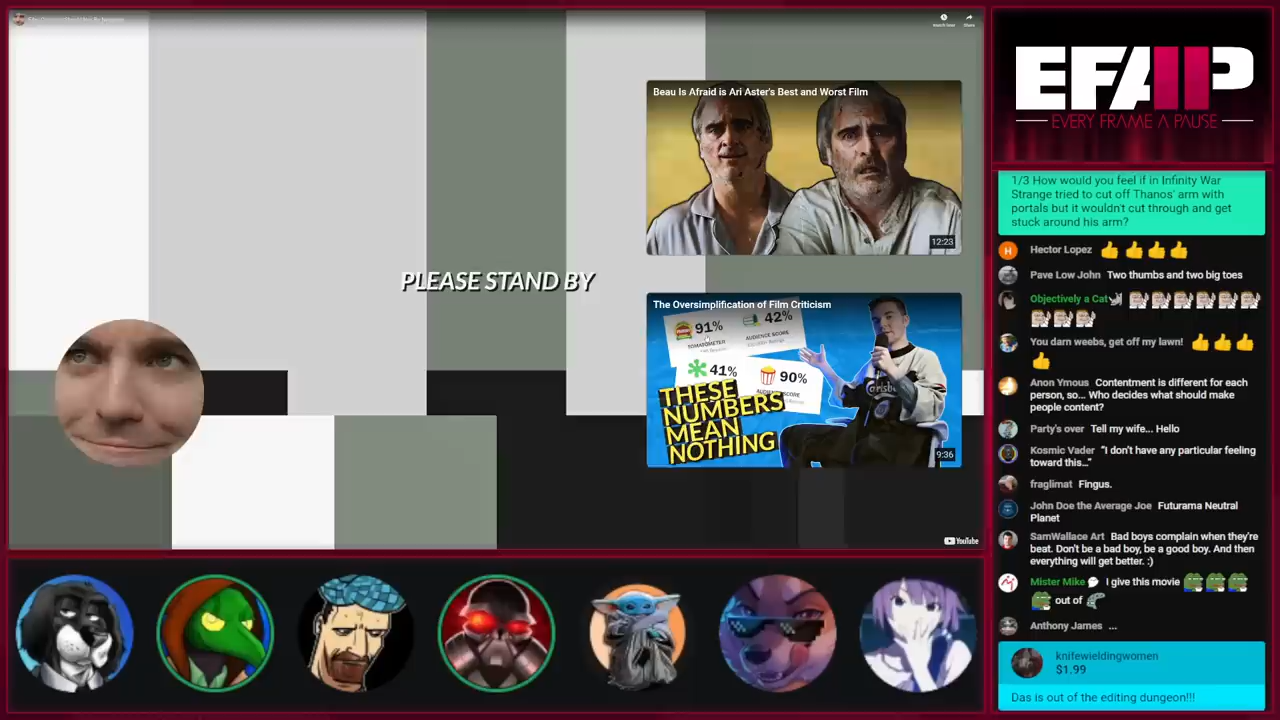 Watch later
Share
Beau Is Afraid is Ari Aster's Best and Worst Film
12:23
PLEASE STAND BY
The Oversimplification of Film Criticism
91%
TOMATOMETER
42%
AUDIENCE SCORE
41%
90%
THESE
NUMBERS
MEAN
NOTHING
9:36
YouTube
EFAP
EVERY FRAME A PAUSE
1/3 How would you feel if in Infinity War
Strange tried to cut off Thanos' arm with
portals but it wouldn't cut through and get
stuck around his arm?
Hector Lopez
Pave Low John Two thumbs and two big toes
Objectively a Cat
You darn weebs, get off my lawn!
Anon Ymous Contentment is different for each
person, so... Who decides what should make
people content?
Party's over Tell my wife... Hello
Kosmic Vader “I don't have any particular feeling
toward this...”
fraglimat Fingus.
John Doe the Average Joe Futurama Neutral
Planet
SamWallace Art Bad boys complain when they're
beat. Don't be a bad boy, be a good boy. And then
everything will get better. :)
Mister Mike I give this movie
out of
Anthony James ...
knifewieldingwomen
$1.99
Das is out of the editing dungeon!!!